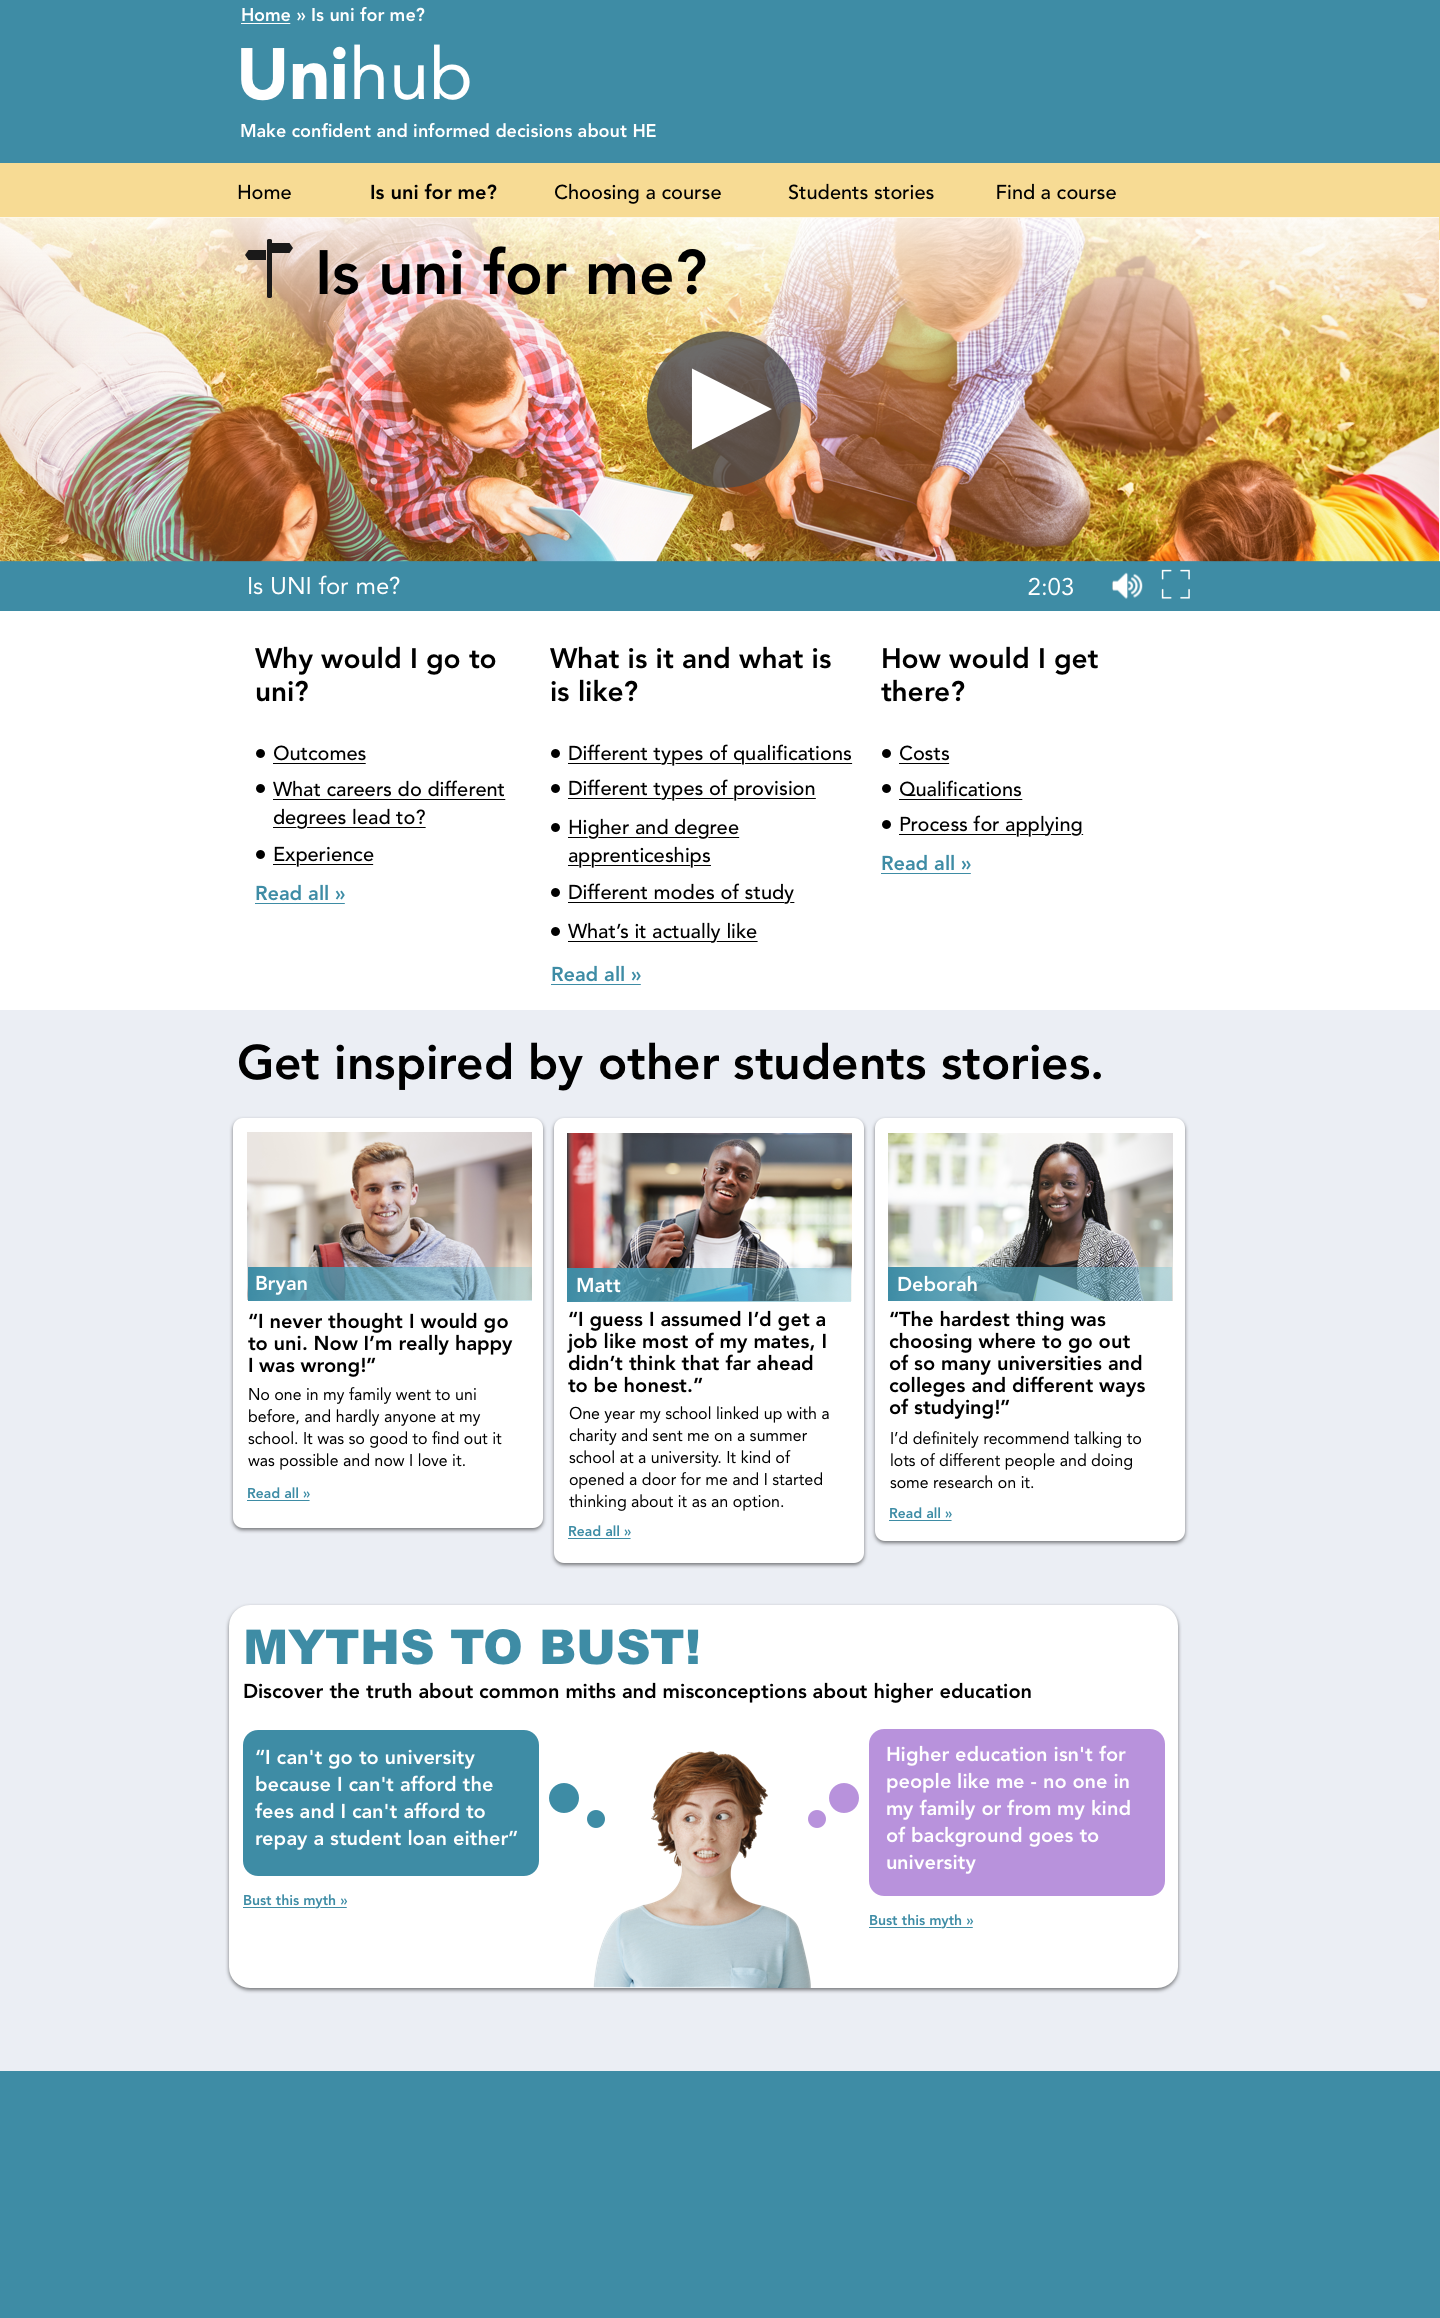 Home » Is uni for me?
Unihub
Make confident and informed decisions about HE
Home
Is uni for me?
Choosing a course
Students stories
Find a course
Is uni for me?
Is UNI for me?
2:03
Why would I go to
uni?
• Outcomes
• What careers do different
degrees lead to?
• Experience
Read all »
What is it and what is
is like?
• Different types of qualifications
• Different types of provision
• Higher and degree
apprenticeships
• Different modes of study
• What’s it actually like
Read all »
How would I get
there?
• Costs
• Qualifications
• Process for applying
Read all »
Get inspired by other students stories.
Bryan
“I never thought I would go
to uni. Now I’m really happy
I was wrong!”
No one in my family went to uni
before, and hardly anyone at my
school. It was so good to find out it
was possible and now I love it.
Read all »
Matt
“I guess I assumed I’d get a
job like most of my mates, I
didn’t think that far ahead
to be honest.”
One year my school linked up with a
charity and sent me on a summer
school at a university. It kind of
opened a door for me and I started
thinking about it as an option.
Read all »
Deborah
“The hardest thing was
choosing where to go out
of so many universities and
colleges and different ways
of studying!”
I’d definitely recommend talking to
lots of different people and doing
some research on it.
Read all »
MYTHS TO BUST!
Discover the truth about common miths and misconceptions about higher education
“I can't go to university
because I can't afford the
fees and I can't afford to
repay a student loan either”
Bust this myth »
Higher education isn't for
people like me - no one in
my family or from my kind
of background goes to
university
Bust this myth »